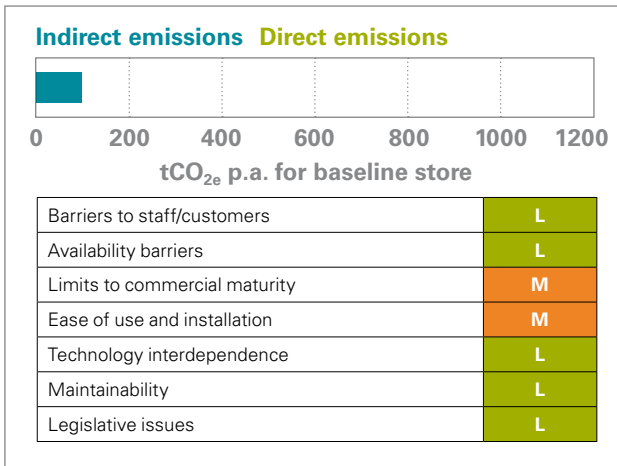 Indirect emissions Direct emissions
0 200 400 600 800 1000 1200
tCO2e p.a. for baseline store
Barriers to staff/customers L
Availability barriers L
Limits to commercial maturity M
Ease of use and installation M
Technology interdependence L
Maintainability L
Legislative issues L